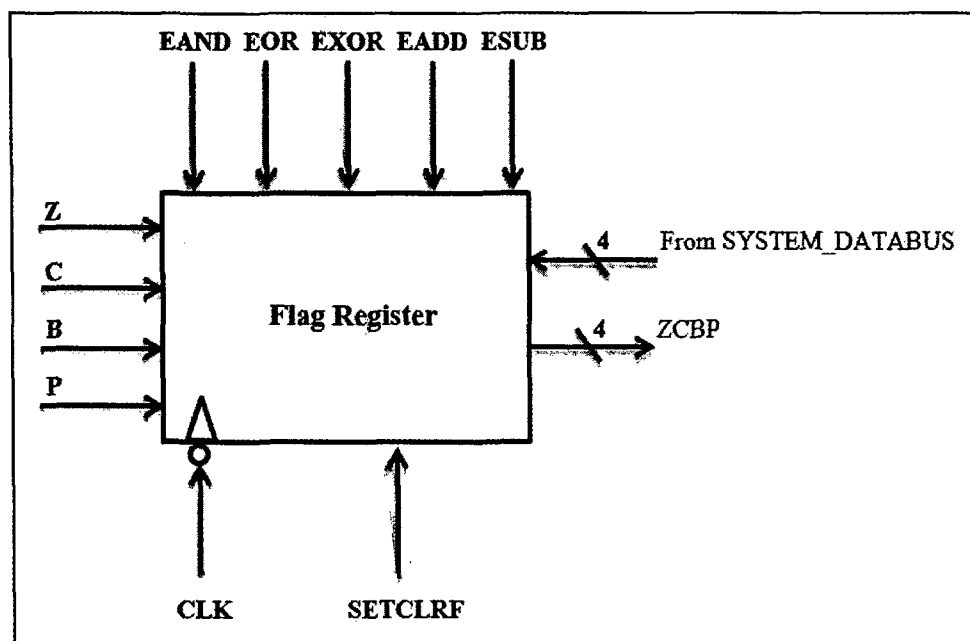 EAND EOR EXOR EADD ESUB
Z
4 From SYSTEM_DATABUS
C
Flag Register
B
4 ZCBP
P
CLK SETCLRF